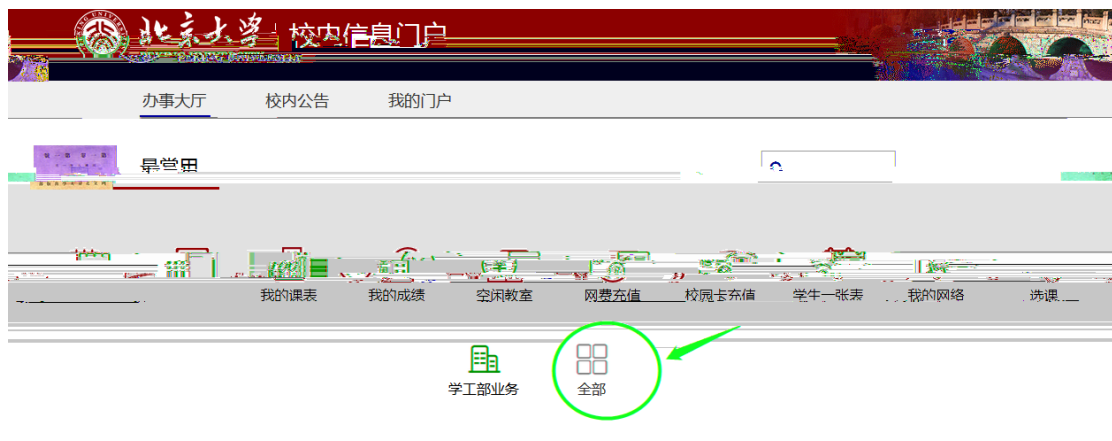 北京大学 校内信息门户
办事大厅 校内公告 我的门户
最常用
我的课表 我的成绩 空闲教室 网费充值 校园卡充值 学生一张表 我的网络 选课
学工部业务 全部